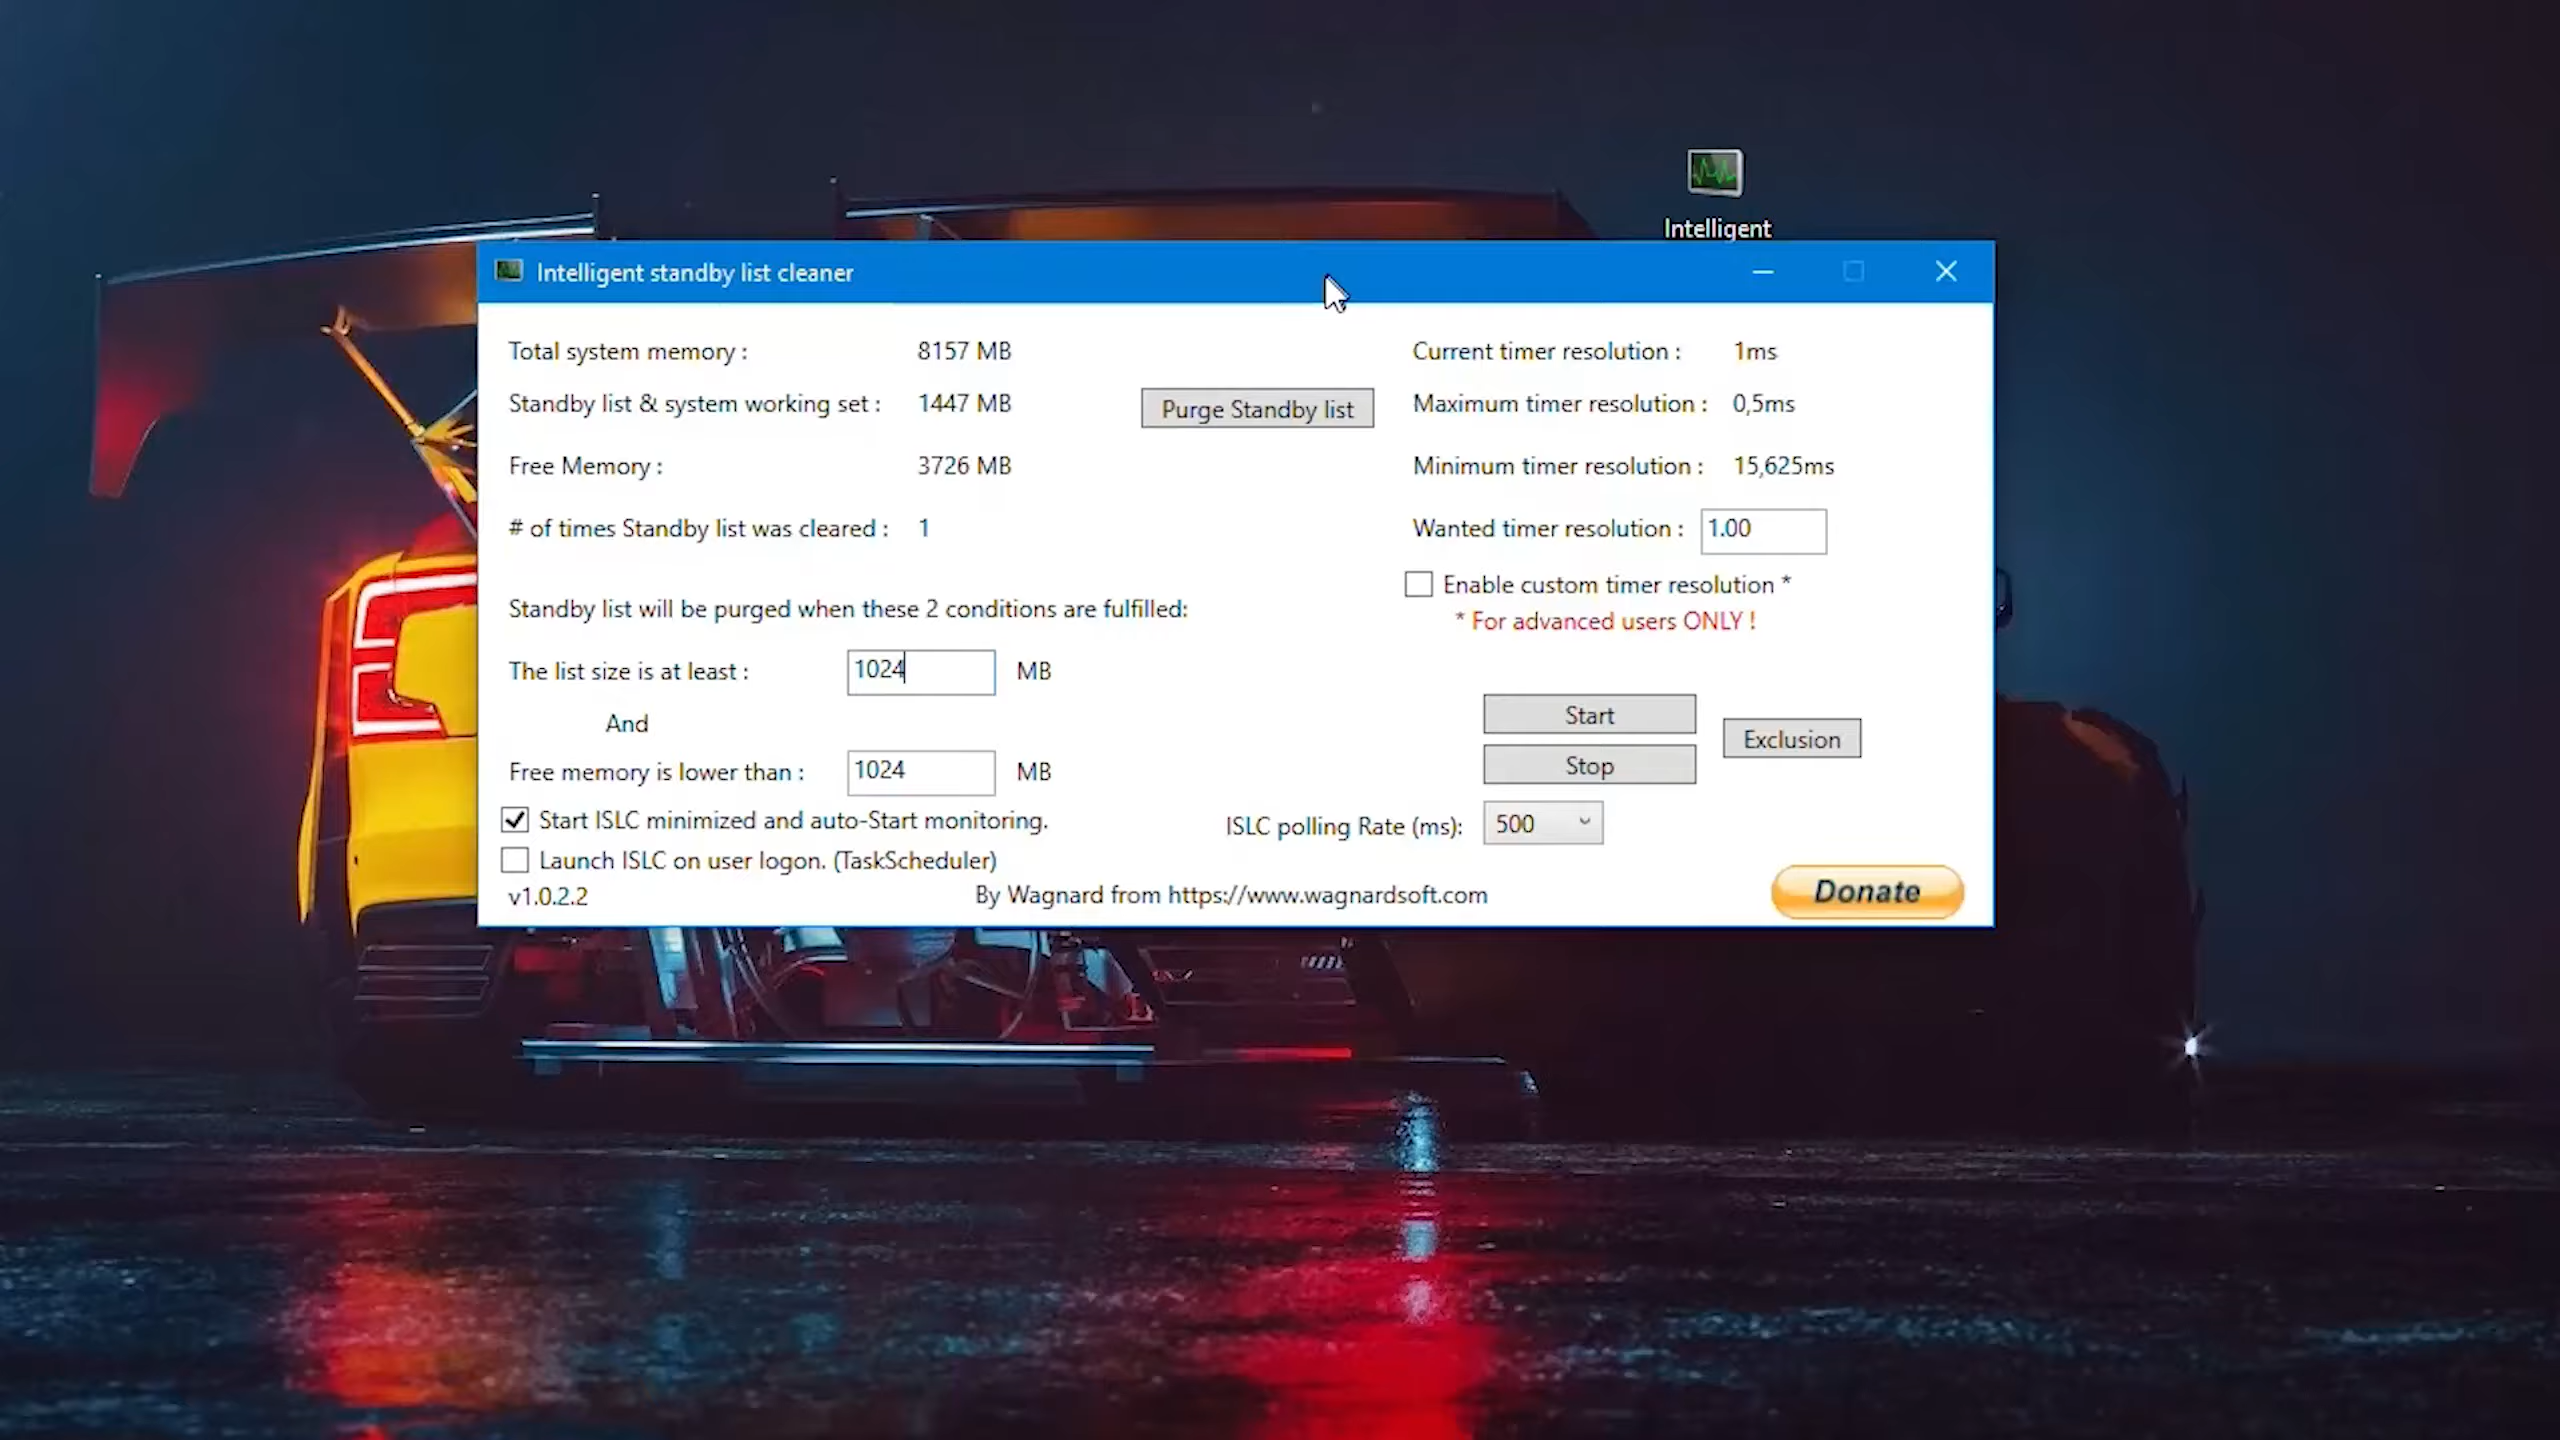 Intelligent
Intelligent standby list cleaner
Total system memory : 8157 MB
Standby list & system working set : 1447 MB
Purge Standby list
Free Memory : 3726 MB
# of times Standby list was cleared : 1
Standby list will be purged when these 2 conditions are fulfilled:
The list size is at least : 1024 MB
And
Free memory is lower than : 1024 MB
Start ISLC minimized and auto-Start monitoring.
Launch ISLC on user logon. (TaskScheduler)
v1.0.2.2
Current timer resolution : 1ms
Maximum timer resolution : 0,5ms
Minimum timer resolution : 15,625ms
Wanted timer resolution : 1.00
Enable custom timer resolution *
* For advanced users ONLY !
Start
Stop
Exclusion
ISLC polling Rate (ms): 500
By Wagnard from https://www.wagnardsoft.com
Donate